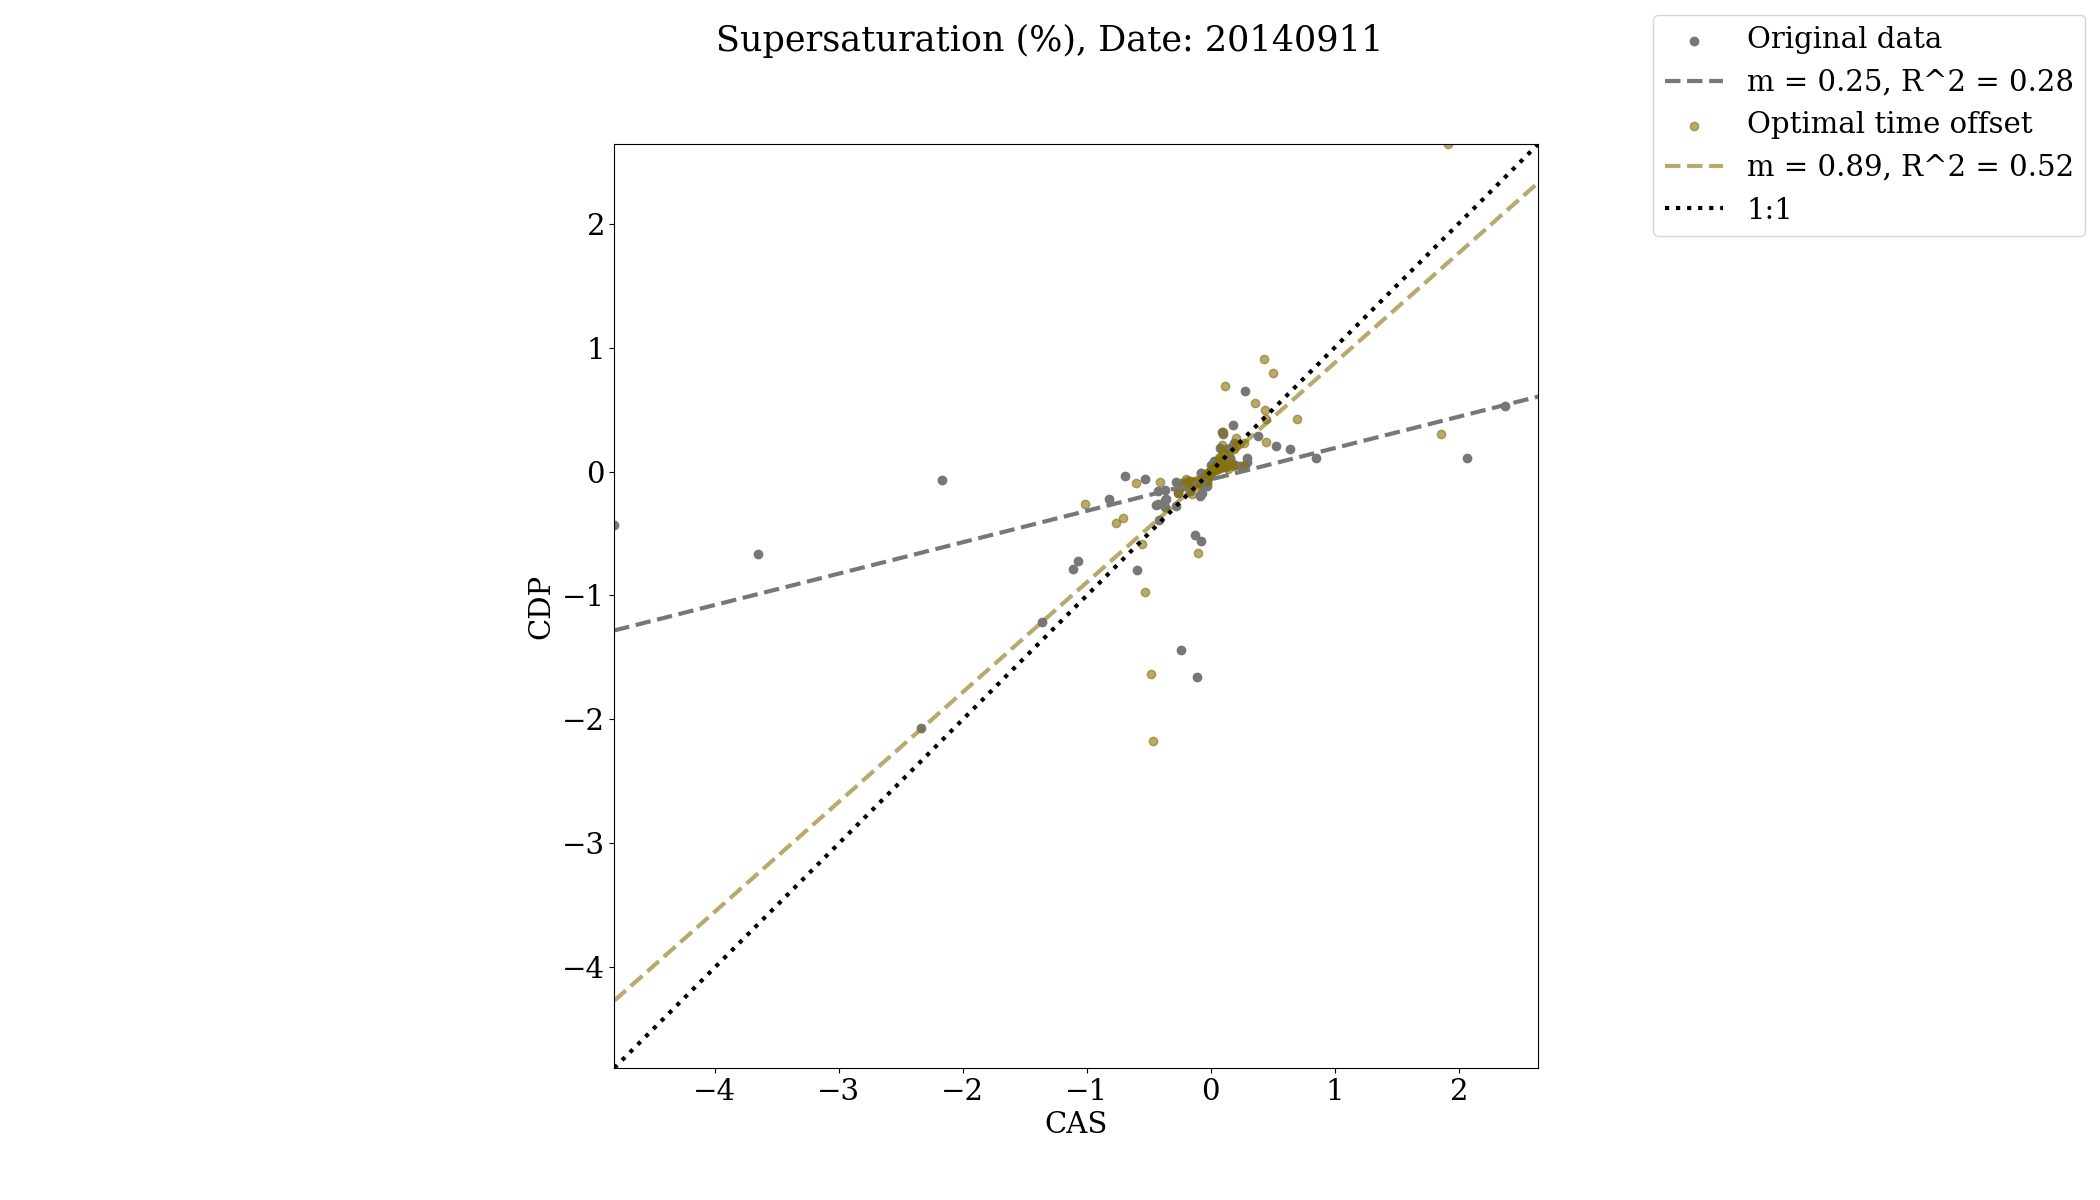 Supersaturation (%), Date: 20140911
Original data
m = 0.25, R^2 = 0.28
Optimal time offset
m = 0.89, R^2 = 0.52
1:1
2
1
0
−1
−2
−3
−4
CDP
−4
−3
−2
−1
0
1
2
CAS